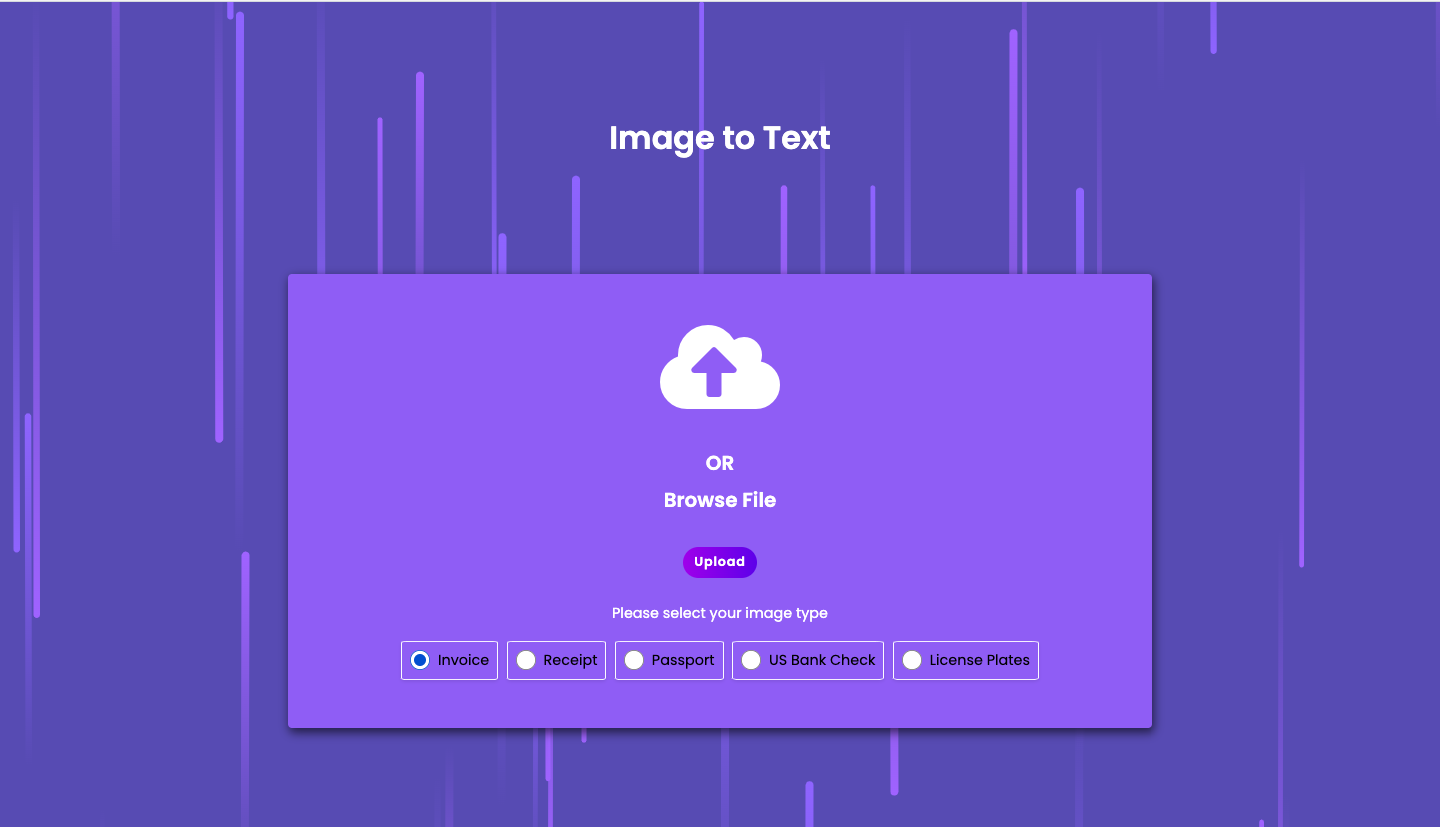 Image to Text
OR
Browse File
Upload
Please select your image type
Invoice Receipt Passport US Bank Check License Plates